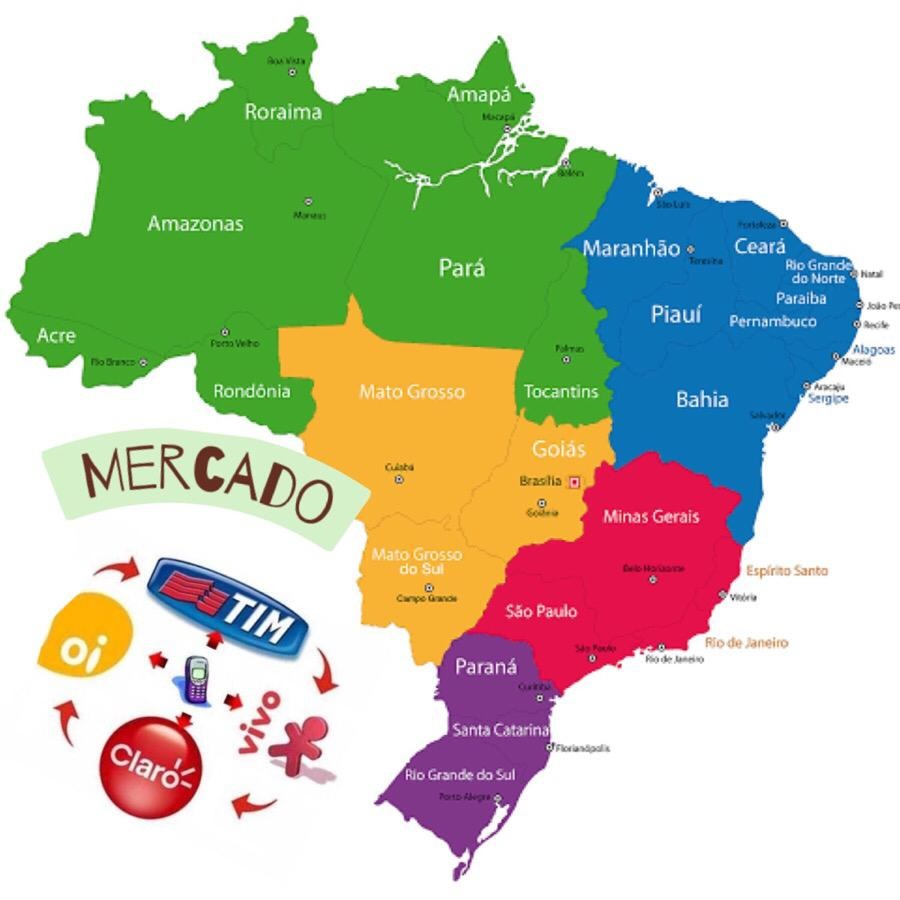 Boa Vista
Roraima
Amapá
Macapá
Belém
Amazonas
Manaus
Pará
São Luís
Maranhão
Teresina
Fortaleza
Ceará
Rio Grande
do Norte
Natal
Paraiba
João Pes
Piauí
Pernambuco
Recife
Acre
Rio Branco
Porto Velho
Rondônia
Palmas
Tocantins
Alagoas
Maceió
Aracaju
Sergipe
Bahia
Salvador
Mato Grosso
Cuiabá
Goiás
Brasília
Goiânia
MERCADO
Minas Gerais
Belo Horizonte
Mato Grosso
do Sul
Campo Grande
Espírito Santo
Vitória
São Paulo
São Paulo
Rio de Janeiro
Rio de Janeiro
Paraná
Curitiba
Santa Catarina
Florianópolis
Rio Grande do Sul
Porto Alegre
TIM
oi
vivo
Claro